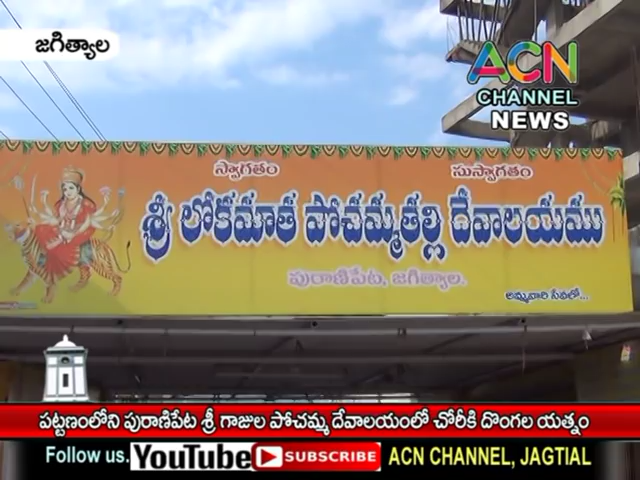 జగిత్యాల
ACN
CHANNEL
NEWS
స్వాగతం సుస్వాగతం
శ్రీ లోకమాత పోచమ్మతల్లి దేవాలయము
పురాణిపేట, జగిత్యాల.
అమ్మవారి సేవలో...
పట్టణంలోని పురాణిపేట శ్రీ గాజుల పోచమ్మ దేవాలయంలో చోరీకి దొంగల యత్నం
Follow us. YouTube SUBSCRIBE ACN CHANNEL, JAGTIAL